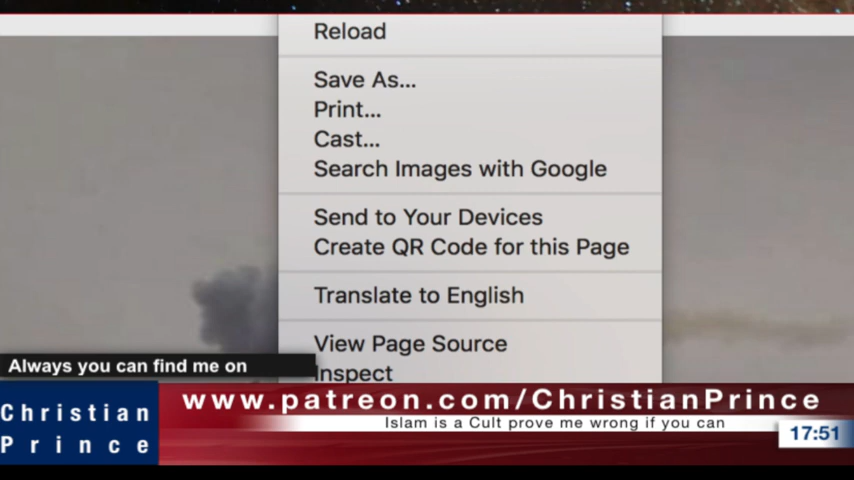 Reload
Save As...
Print...
Cast...
Search Images with Google
Send to Your Devices
Create QR Code for this Page
Translate to English
View Page Source
Inspect
Always you can find me on
www.patreon.com/ChristianPrince
Christian
Prince
Islam is a Cult prove me wrong if you can
17:51